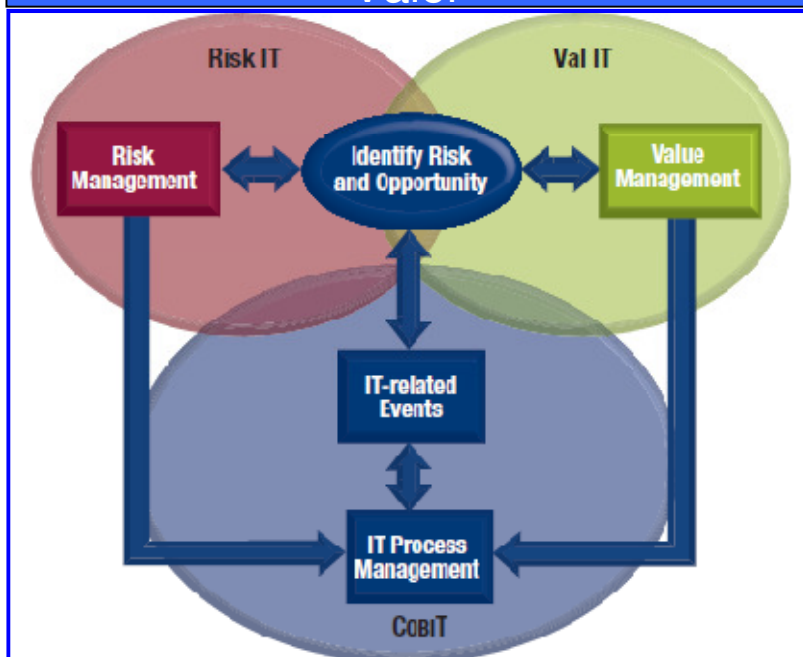 Risk IT
Val IT
Risk
Management
Identify Risk
and Opportunity
Value
Management
IT-related
Events
IT Process
Management
COBIT